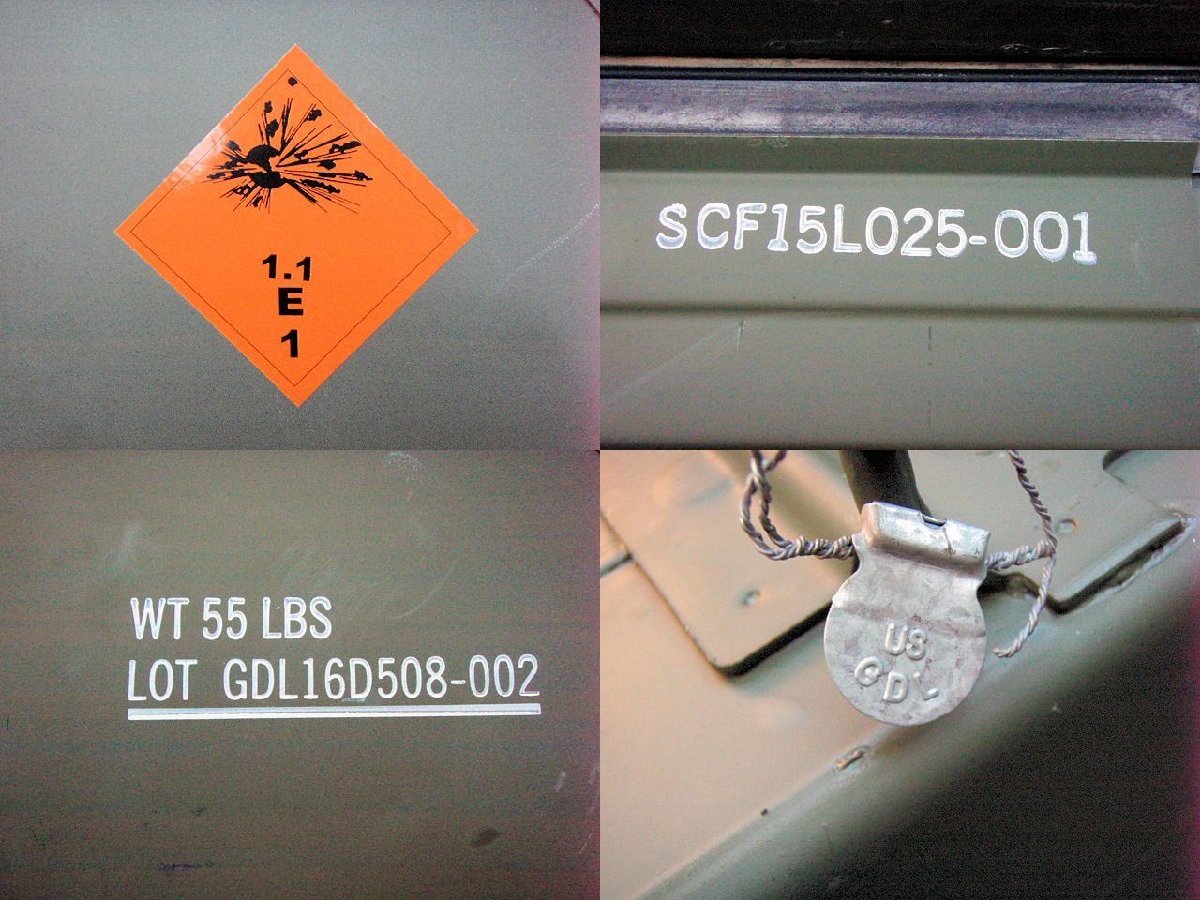 1.1
E
1
SCF15L025-001
WT 55 LBS
LOT GDL16D508-002
US
GDL